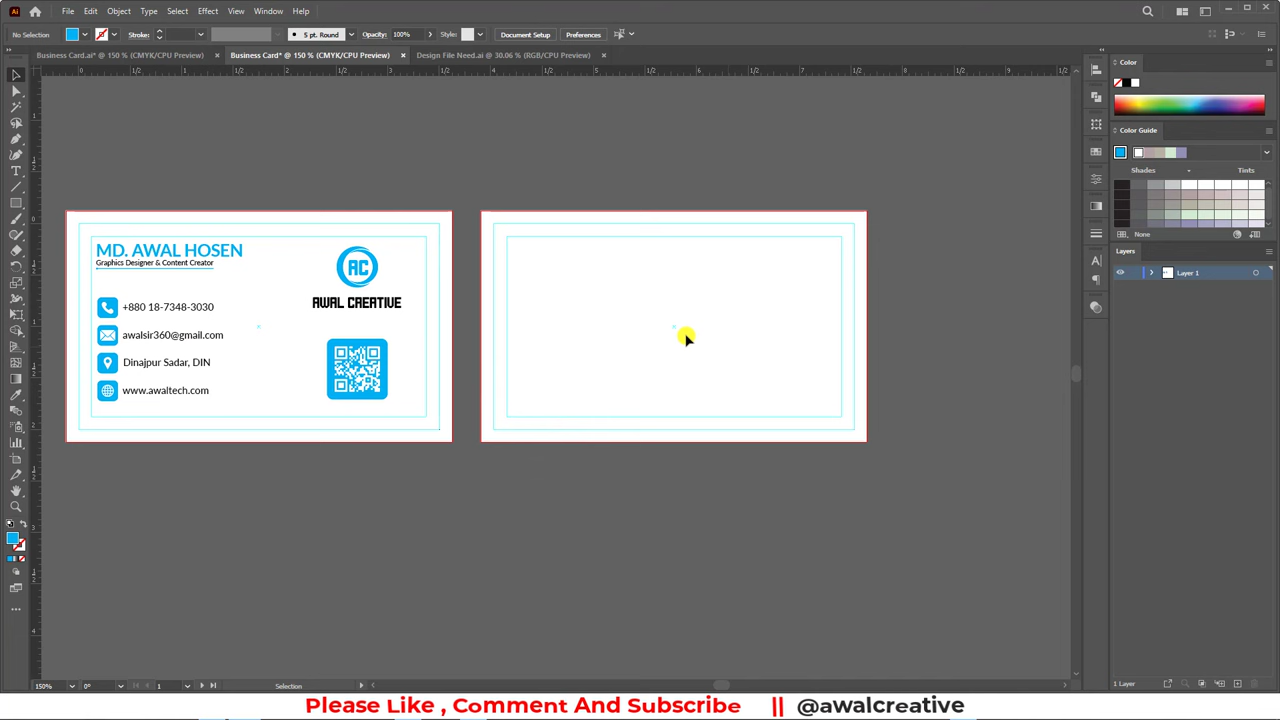 File Edit Object Type Select Effect View Window Help
No Selection Stroke: 5 pt. Round Opacity: 100% Style: Document Setup Preferences
Business Card.ai* @ 150 % (CMYK/CPU Preview) × Business Card* @ 150 % (CMYK/CPU Preview) × Design File Need.ai @ 30.06 % (RGB/CPU Preview) ×
Color
Color Guide
Shades Tints
None
Layers
Layer 1
MD. AWAL HOSEN
Graphics Designer & Content Creator
+880 18-7348-3030
awalsir360@gmail.com
Dinajpur Sadar, DIN
www.awaltech.com
AC
AWAL CREATIVE
150% 0° 1 Selection
1 Layer
Please Like , Comment And Subscribe || @awalcreative